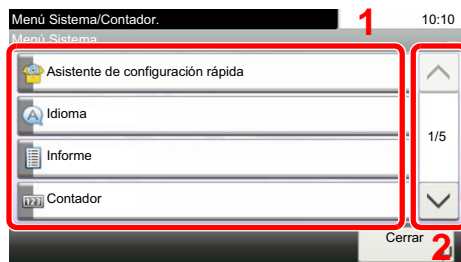 Menú Sistema/Contador.
1
10:10
Menú Sistema
Asistente de configuración rápida
Idioma
Informe
1/5
123 Contador
Cerrar
2